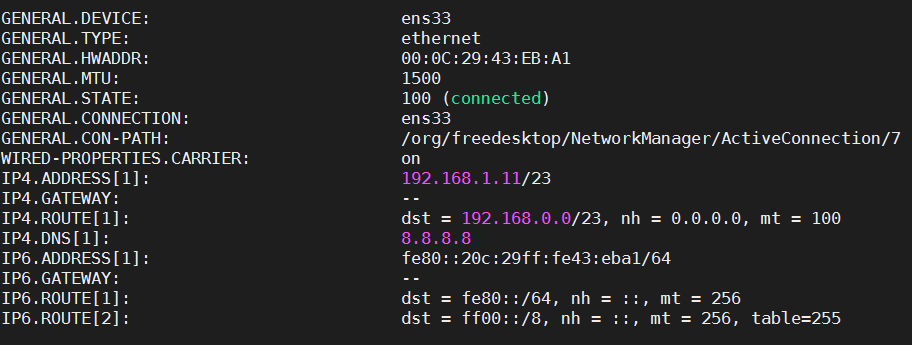 GENERAL.DEVICE: ens33
GENERAL.TYPE: ethernet
GENERAL.HWADDR: 00:0C:29:43:EB:A1
GENERAL.MTU: 1500
GENERAL.STATE: 100 (connected)
GENERAL.CONNECTION: ens33
GENERAL.CON-PATH: /org/freedesktop/NetworkManager/ActiveConnection/7
WIRED-PROPERTIES.CARRIER: on
IP4.ADDRESS[1]: 192.168.1.11/23
IP4.GATEWAY: --
IP4.ROUTE[1]: dst = 192.168.0.0/23, nh = 0.0.0.0, mt = 100
IP4.DNS[1]: 8.8.8.8
IP6.ADDRESS[1]: fe80::20c:29ff:fe43:eba1/64
IP6.GATEWAY: --
IP6.ROUTE[1]: dst = fe80::/64, nh = ::, mt = 256
IP6.ROUTE[2]: dst = ff00::/8, nh = ::, mt = 256, table=255